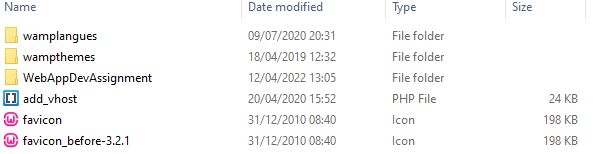 Name Date modified Type Size
wamplangues 09/07/2020 20:31 File folder
wampthemes 18/04/2019 12:32 File folder
WebAppDevAssignment 12/04/2022 13:05 File folder
add_vhost 20/04/2020 15:52 PHP File 24 KB
favicon 31/12/2010 08:40 Icon 198 KB
favicon_before-3.2.1 31/12/2010 08:40 Icon 198 KB